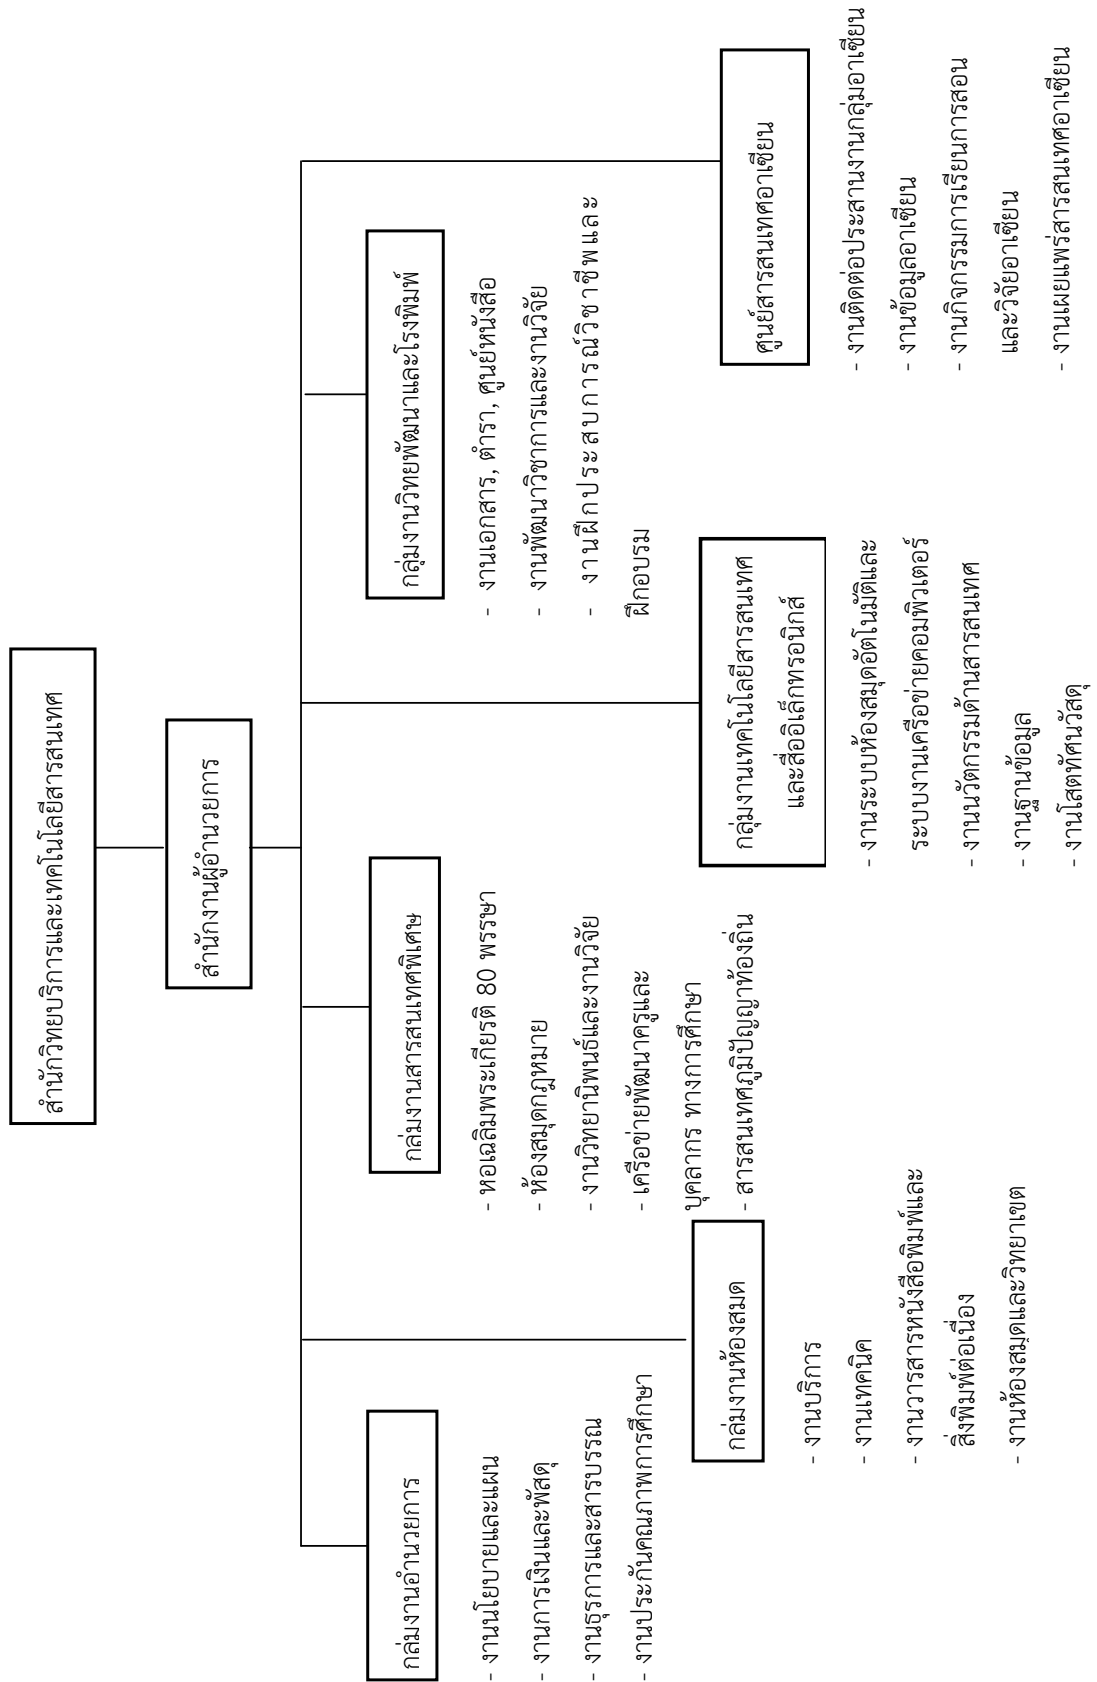 สำนักวิทยบริการและเทคโนโลยีสารสนเทศ
สำนักงานผู้อำนวยการ
กลุ่มงานอำนวยการ
- งานนโยบายและแผน
- งานการเงินและพัสดุ
- งานธุรการและสารบรรณ
- งานประกันคุณภาพการศึกษา
กลุ่มงานห้องสมุด
- งานบริการ
- งานเทคนิค
- งานวารสารหนังสือพิมพ์และ
สิ่งพิมพ์ต่อเนื่อง
- งานห้องสมุดและวิทยาเขต
กลุ่มงานสารสนเทศพิเศษ
- หอเฉลิมพระเกียรติ 80 พรรษา
- ห้องสมุดกฎหมาย
- งานวิทยานิพนธ์และงานวิจัย
- เครือข่ายพัฒนาครูและ
บุคลากร ทางการศึกษา
- สารสนเทศภูมิปัญญาท้องถิ่น
กลุ่มงานเทคโนโลยีสารสนเทศ
และสื่ออิเล็กทรอนิกส์
- งานระบบห้องสมุดอัตโนมัติและ
ระบบงานเครือข่ายคอมพิวเตอร์
- งานนวัตกรรมด้านสารสนเทศ
- งานฐานข้อมูล
- งานโสตทัศนวัสดุ
กลุ่มงานวิทยพัฒนาและโรงพิมพ์
- งานเอกสาร, ตำรา, ศูนย์หนังสือ
- งานพัฒนาวิชาการและงานวิจัย
- งานฝึกประสบการณ์วิชาชีพและ
ฝึกอบรม
ศูนย์สารสนเทศอาเซียน
- งานติดต่อประสานงานกลุ่มอาเซียน
- งานข้อมูลอาเซียน
- งานกิจกรรมการเรียนการสอน
และวิจัยอาเซียน
- งานเผยแพร่สารสนเทศอาเซียน